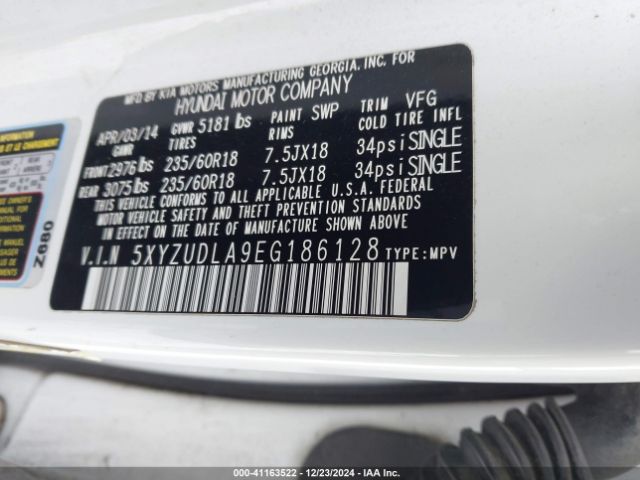 MFD BY KIA MOTORS MANUFACTURING GEORGIA, INC. FOR
HYUNDAI MOTOR COMPANY
APR/03/14 GVWR 5181 lbs PAINT SWP TRIM VFG
GAWR TIRES RIMS COLD TIRE INFL
FRONT 2976 lbs 235/60R18 7.5JX18 34psi SINGLE
REAR 3075 lbs 235/60R18 7.5JX18 34psi SINGLE
THIS VEHICLE CONFORMS TO ALL APPLICABLE U.S.A. FEDERAL
MOTOR VEHICLE SAFETY AND THEFT PREVENTION STANDARDS
IN EFFECT ON THE DATE OF MANUFACTURE SHOWN ABOVE.
V.I.N 5XYZUDLA9EG186128 TYPE:MPV
Z680
000-41163522 - 12/23/2024 - IAA Inc.